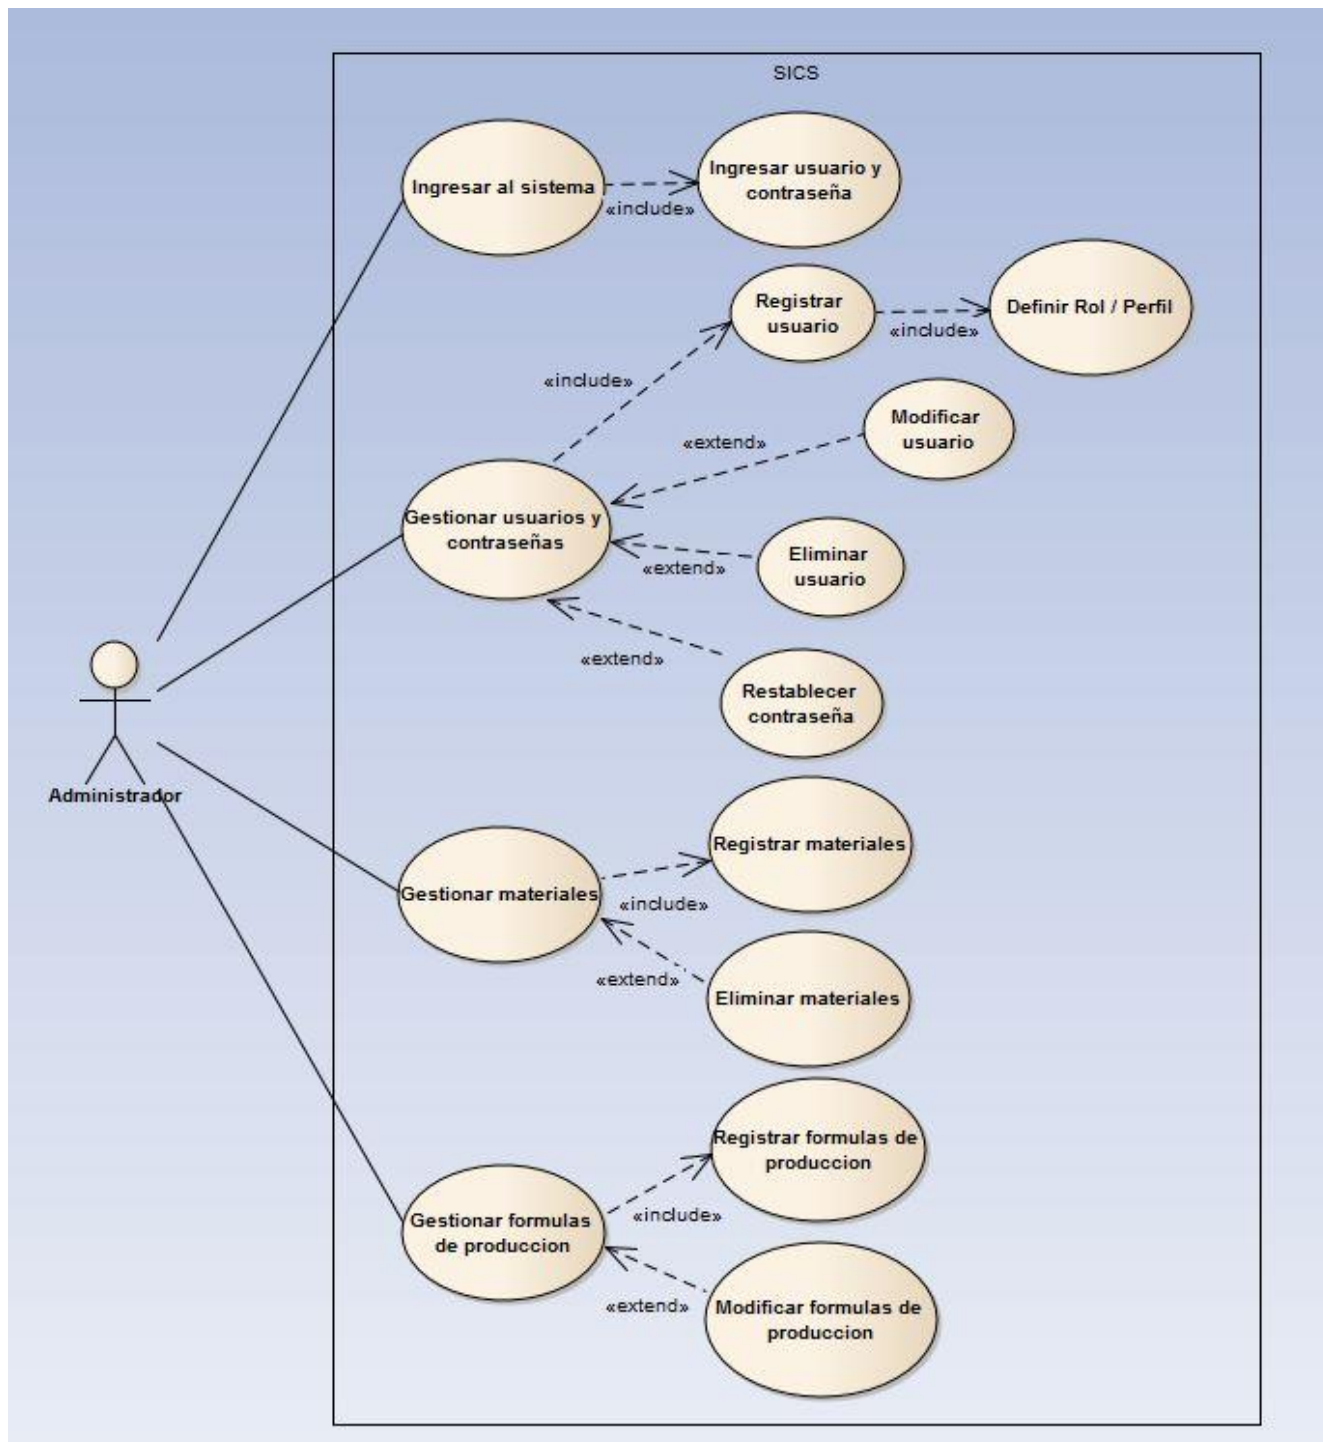 SICS
Ingresar al sistema
«include»
Ingresar usuario y
contraseña
Registrar
usuario
«include»
Definir Rol / Perfil
«include»
Modificar
usuario
«extend»
Gestionar usuarios y
contraseñas
Eliminar
usuario
«extend»
«extend»
Restablecer
contraseña
Administrador
Registrar materiales
Gestionar materiales
«include»
«extend»
Eliminar materiales
Registrar formulas de
produccion
Gestionar formulas
de produccion
«include»
«extend»
Modificar formulas de
produccion